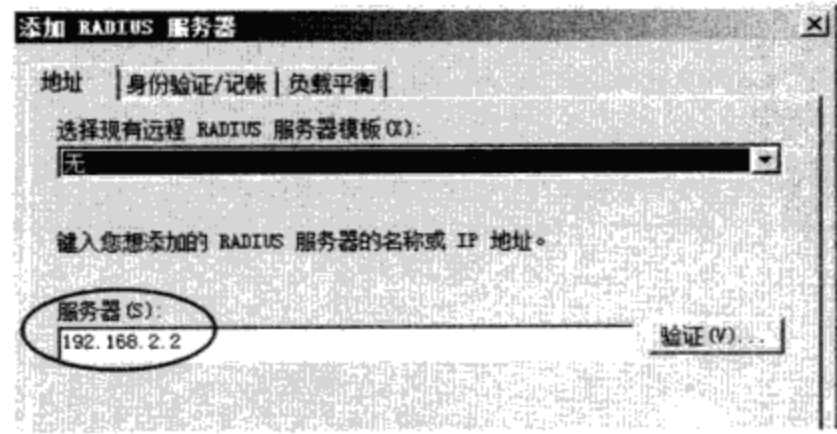 添加 RADIUS 服务器
地址 身份验证/记帐 负载平衡
选择现有远程 RADIUS 服务器模板(X):
无
键入您想添加的 RADIUS 服务器的名称或 IP 地址。
服务器(S):
192.168.2.2 验证(V)...